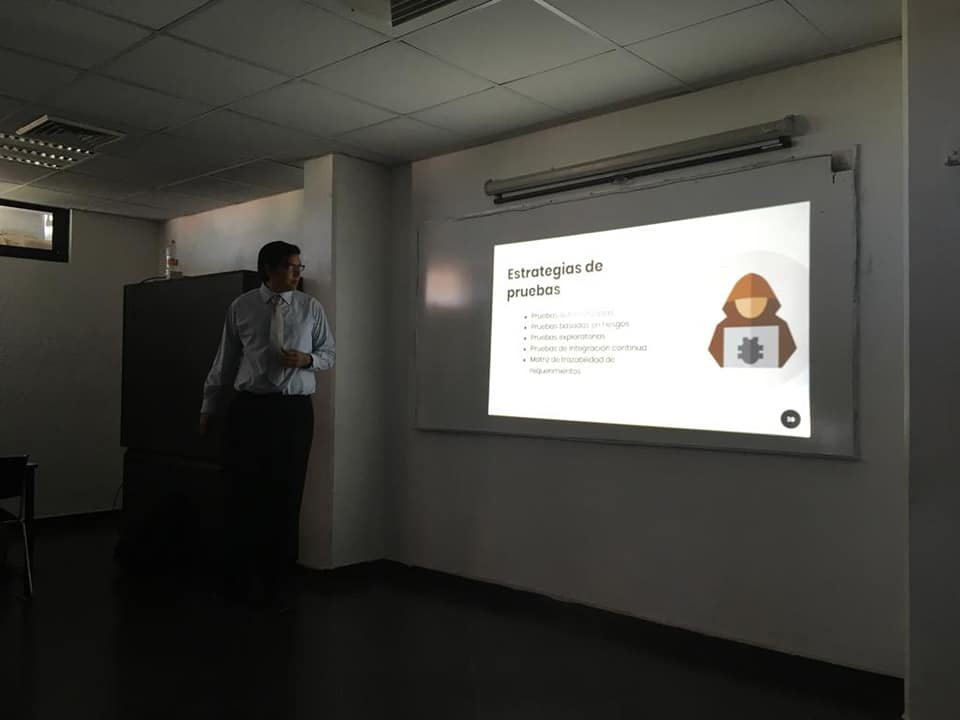 Estrategias de
pruebas
Pruebas automatizadas
Pruebas basadas en riesgos
Pruebas exploratorias
Pruebas de integración continua
Matriz de trazabilidad de
requerimientos